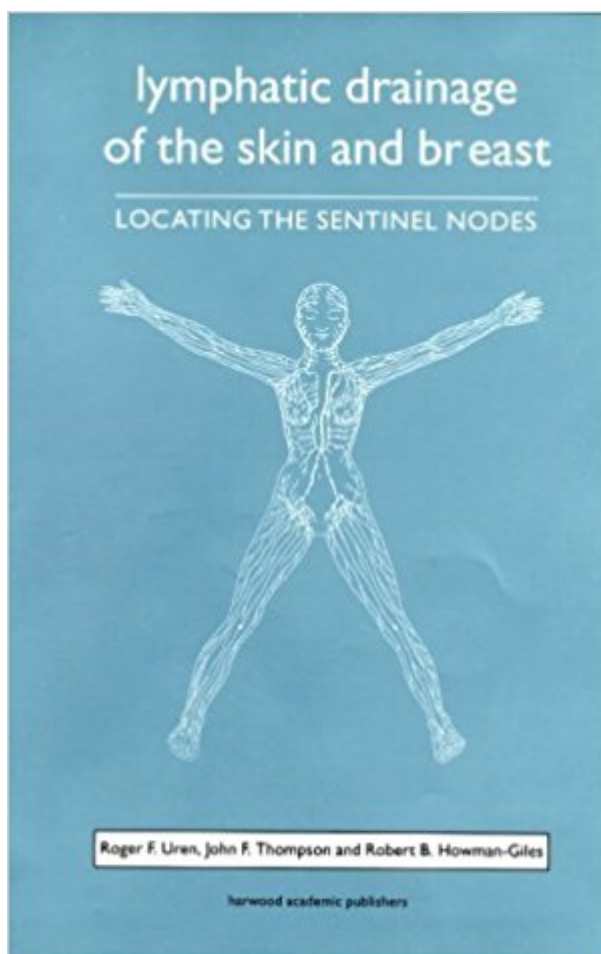 lymphatic drainage
of the skin and breast
LOCATING THE SENTINEL NODES
Roger F. Uren, John F. Thompson and Robert B. Howman-Giles
harwood academic publishers